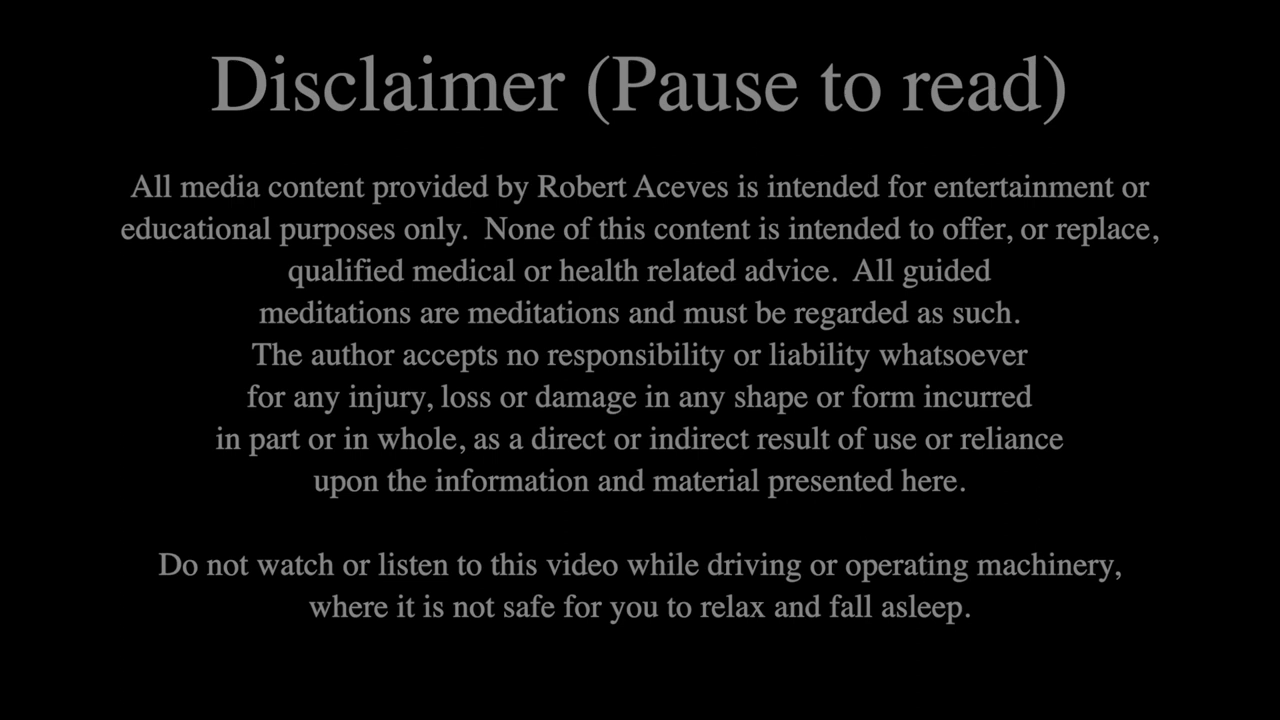 Disclaimer (Pause to read)
All media content provided by Robert Aceves is intended for entertainment or
educational purposes only.  None of this content is intended to offer, or replace,
qualified medical or health related advice.  All guided
meditations are meditations and must be regarded as such.
The author accepts no responsibility or liability whatsoever
for any injury, loss or damage in any shape or form incurred
in part or in whole, as a direct or indirect result of use or reliance
upon the information and material presented here.
Do not watch or listen to this video while driving or operating machinery,
where it is not safe for you to relax and fall asleep.